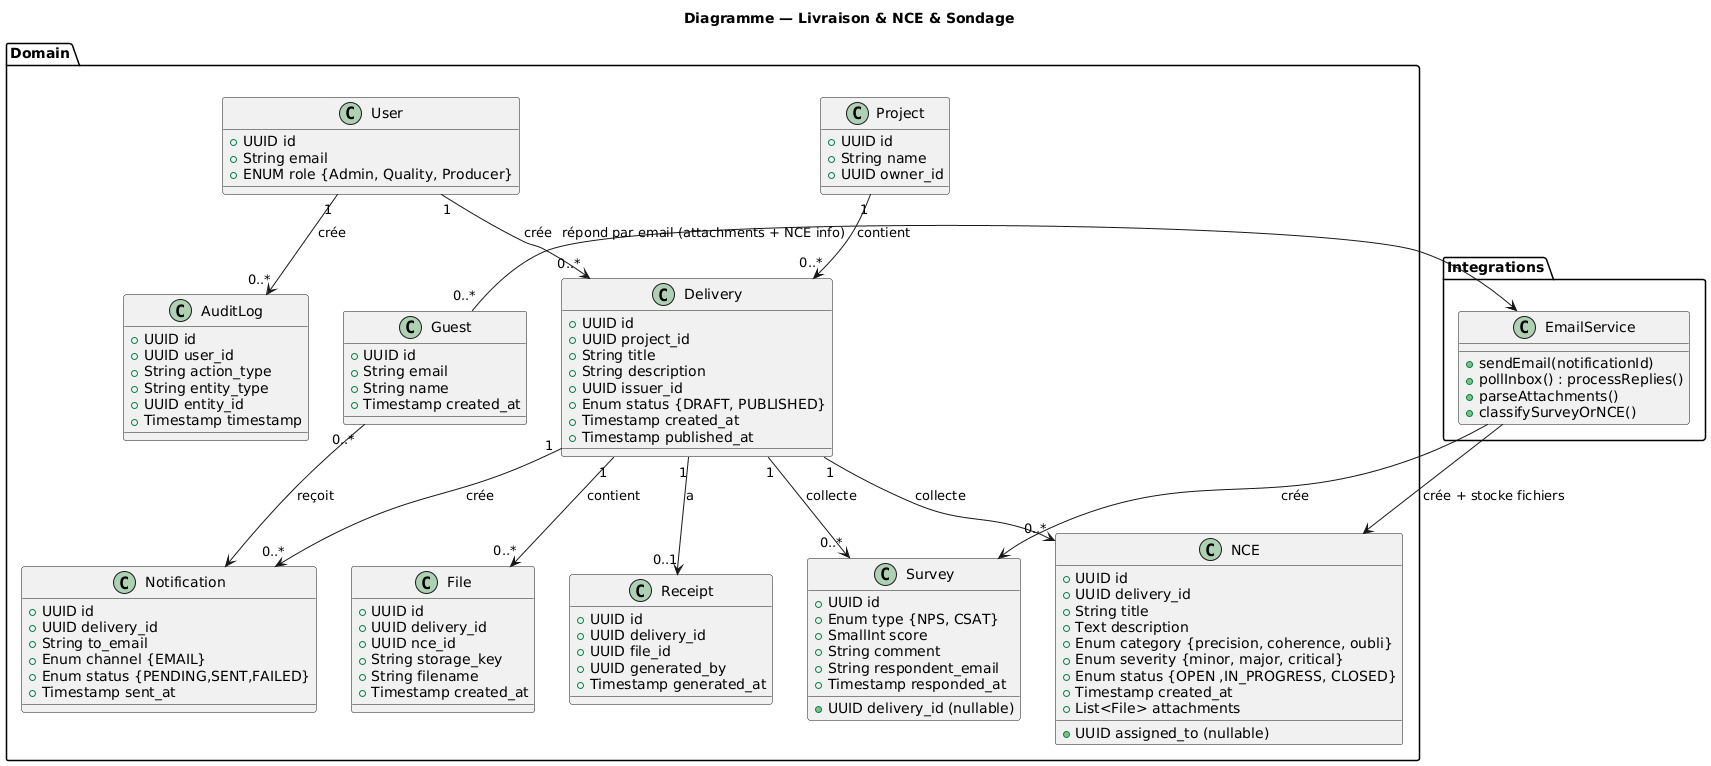 Diagramme — Livraison & NCE & Sondage
Domain
C User
UUID id
String email
ENUM role {Admin, Quality, Producer}
C Project
UUID id
String name
UUID owner_id
1
1
1
crée
crée
répond par email (attachments + NCE info)
contient
0..*
0..*
0..*
0..*
Integrations
C AuditLog
UUID id
UUID user_id
String action_type
String entity_type
UUID entity_id
Timestamp timestamp
C Guest
UUID id
String email
String name
Timestamp created_at
C Delivery
UUID id
UUID project_id
String title
String description
UUID issuer_id
Enum status {DRAFT, PUBLISHED}
Timestamp created_at
Timestamp published_at
C EmailService
sendEmail(notificationId)
pollInbox() : processReplies()
parseAttachments()
classifySurveyOrNCE()
0..*
1
1
1
1
1
reçoit
crée
contient
a
collecte
collecte
crée
crée + stocke fichiers
0..*
0..*
0..1
0..*
0..*
C Notification
UUID id
UUID delivery_id
String to_email
Enum channel {EMAIL}
Enum status {PENDING,SENT,FAILED}
Timestamp sent_at
C File
UUID id
UUID delivery_id
UUID nce_id
String storage_key
String filename
Timestamp created_at
C Receipt
UUID id
UUID delivery_id
UUID file_id
UUID generated_by
Timestamp generated_at
C Survey
UUID id
Enum type {NPS, CSAT}
SmallInt score
String comment
String respondent_email
Timestamp responded_at
UUID delivery_id (nullable)
C NCE
UUID id
UUID delivery_id
String title
Text description
Enum category {precision, coherence, oubli}
Enum severity {minor, major, critical}
Enum status {OPEN ,IN_PROGRESS, CLOSED}
Timestamp created_at
List<File> attachments
UUID assigned_to (nullable)